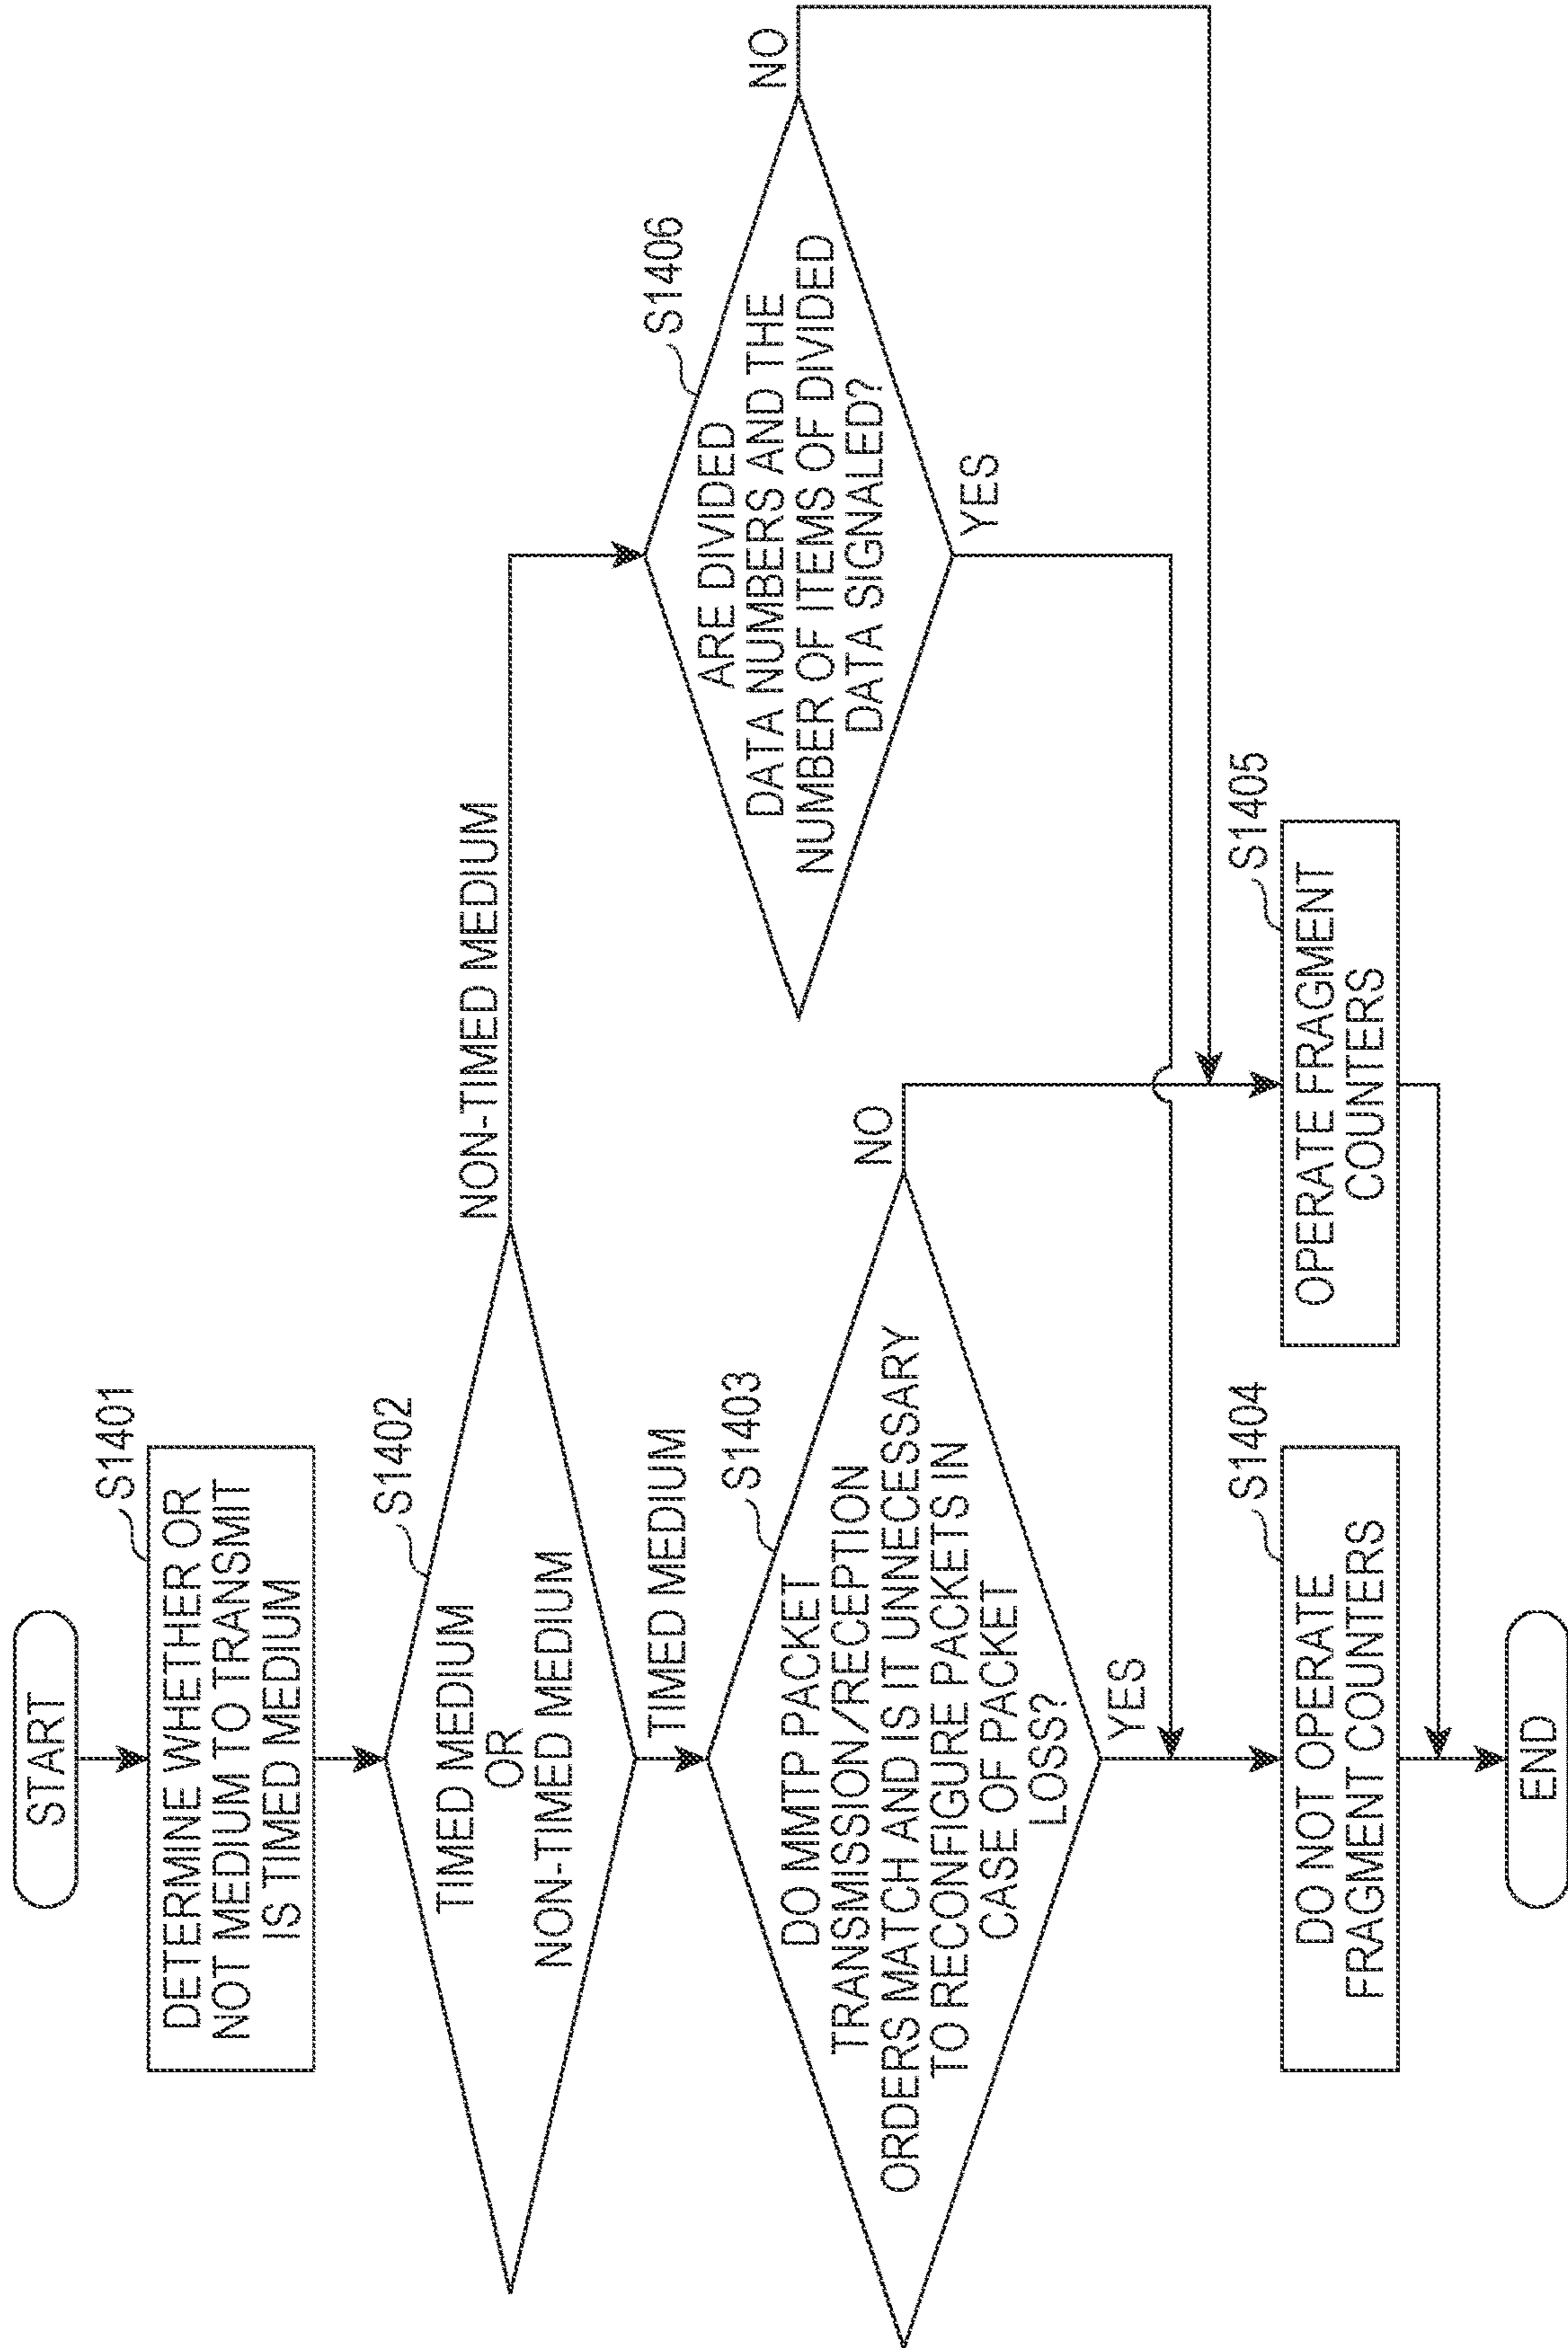 START
S1401
DETERMINE WHETHER OR
NOT MEDIUM TO TRANSMIT
IS TIMED MEDIUM
S1402
TIMED MEDIUM
OR
NON-TIMED MEDIUM
NON-TIMED MEDIUM
TIMED MEDIUM
S1403
DO MMTP PACKET
TRANSMISSION/RECEPTION
ORDERS MATCH AND IS IT UNNECESSARY
TO RECONFIGURE PACKETS IN
CASE OF PACKET
LOSS?
NO
YES
S1406
ARE DIVIDED
DATA NUMBERS AND THE
NUMBER OF ITEMS OF DIVIDED
DATA SIGNALED?
NO
YES
S1404
DO NOT OPERATE
FRAGMENT COUNTERS
S1405
OPERATE FRAGMENT
COUNTERS
END